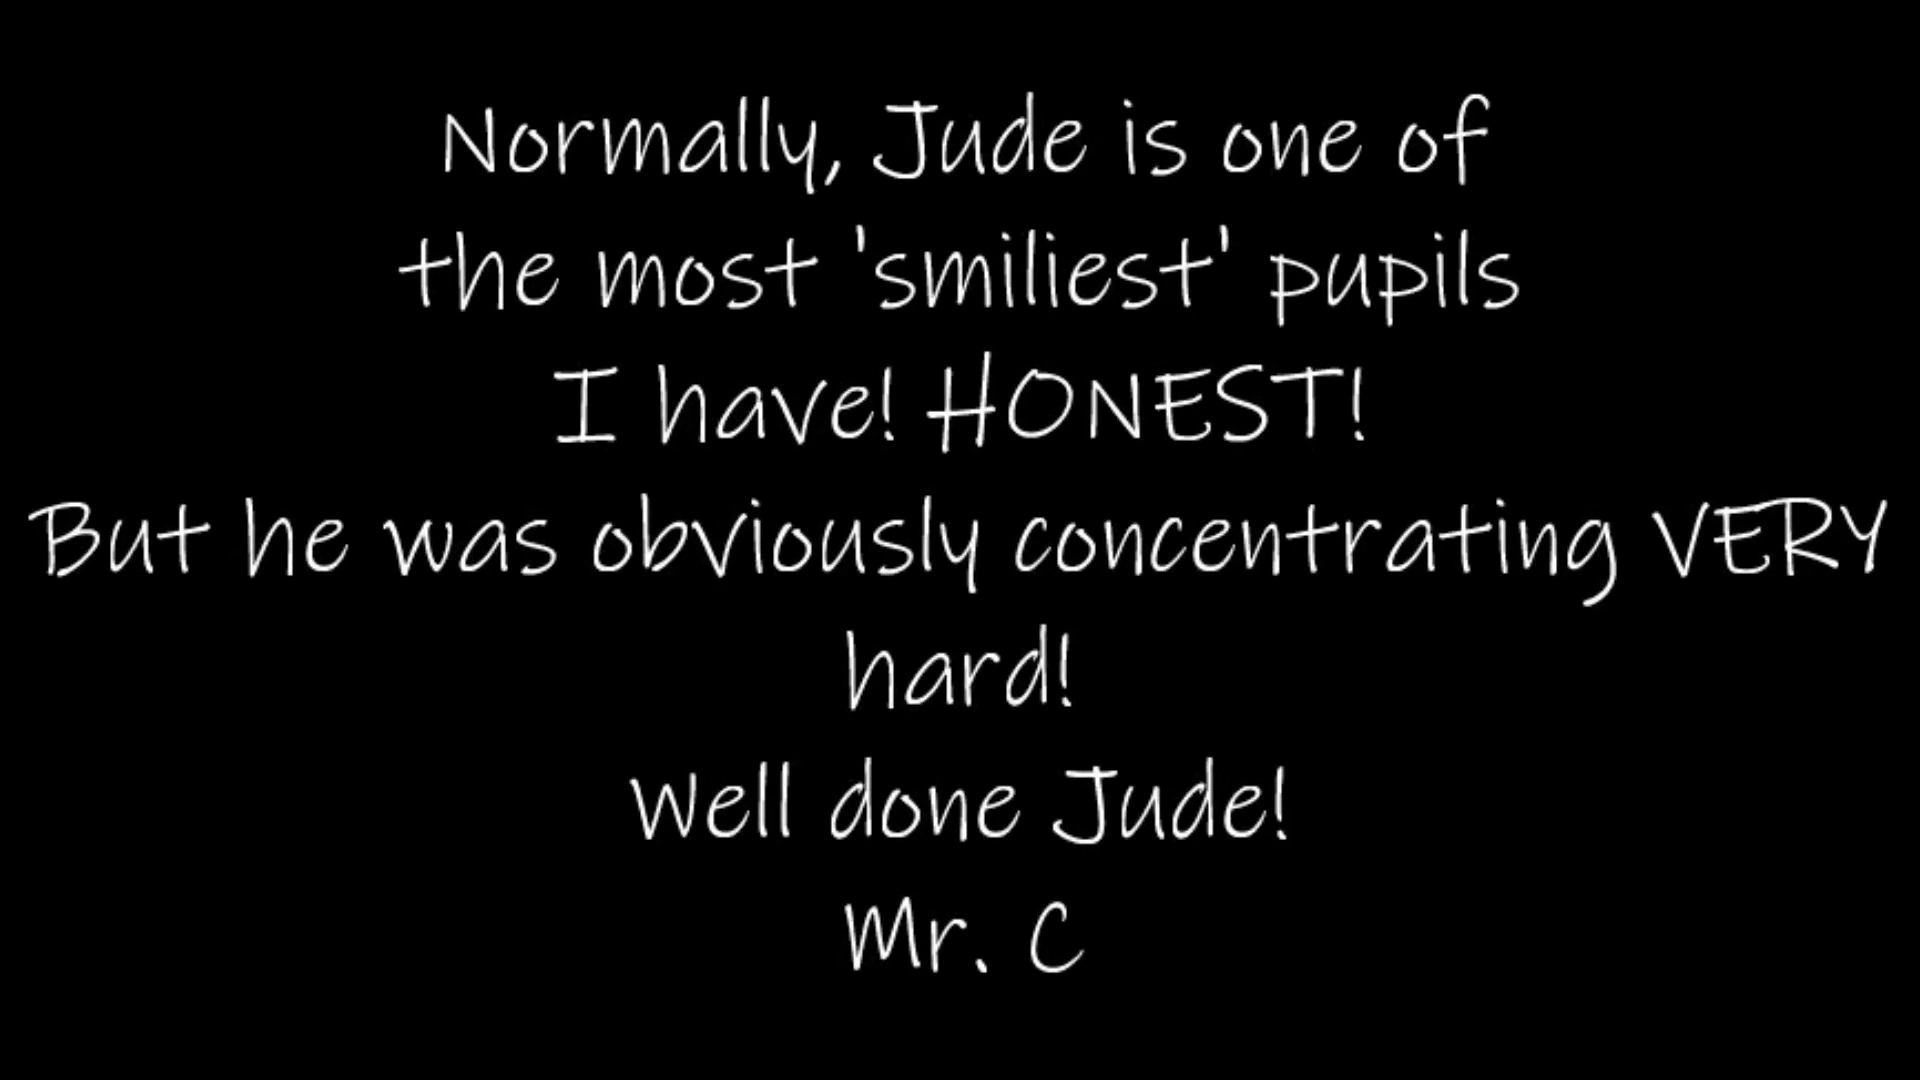 Normally, Jude is one of
the most 'smiliest' pupils
I have! HONEST!
But he was obviously concentrating VERY
hard!
Well done Jude!
Mr. C